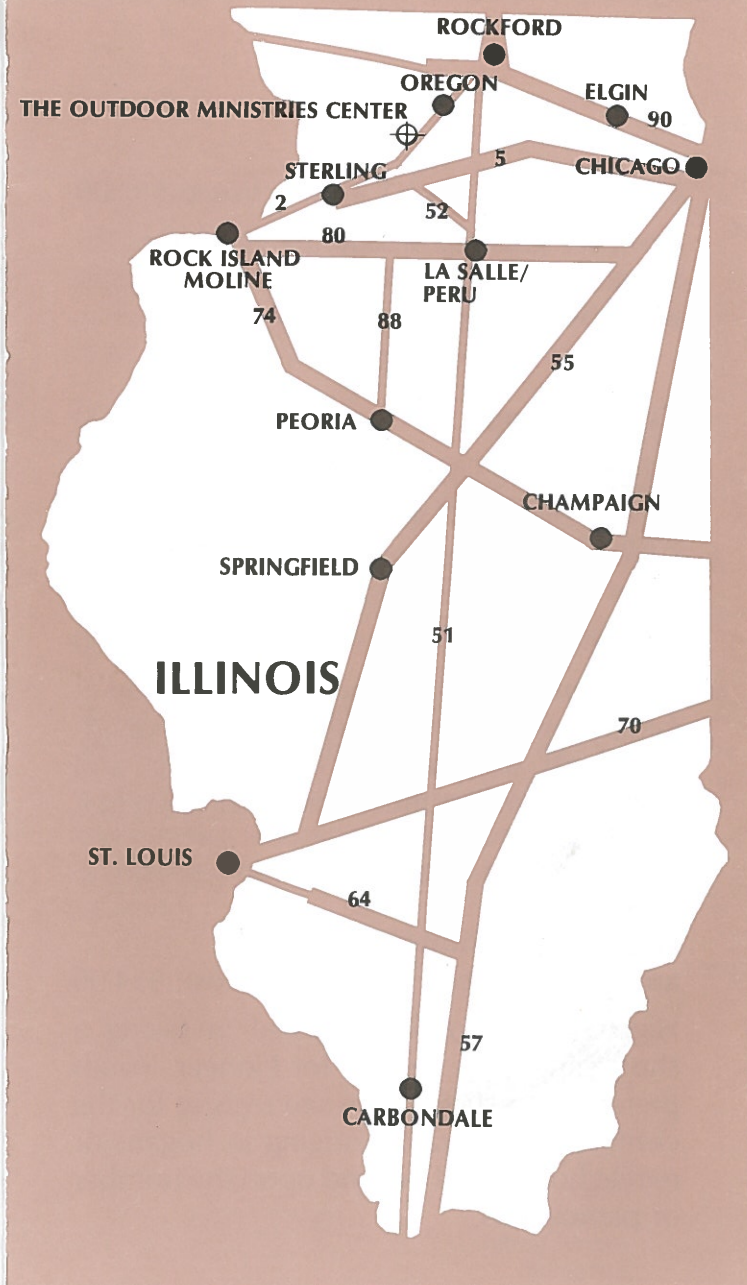 ROCKFORD
OREGON
ELGIN
THE OUTDOOR MINISTRIES CENTER
90
5
CHICAGO
STERLING
2
52
80
ROCK ISLAND
MOLINE
LA SALLE/
PERU
74
88
55
PEORIA
CHAMPAIGN
SPRINGFIELD
51
ILLINOIS
70
ST. LOUIS
64
57
CARBONDALE